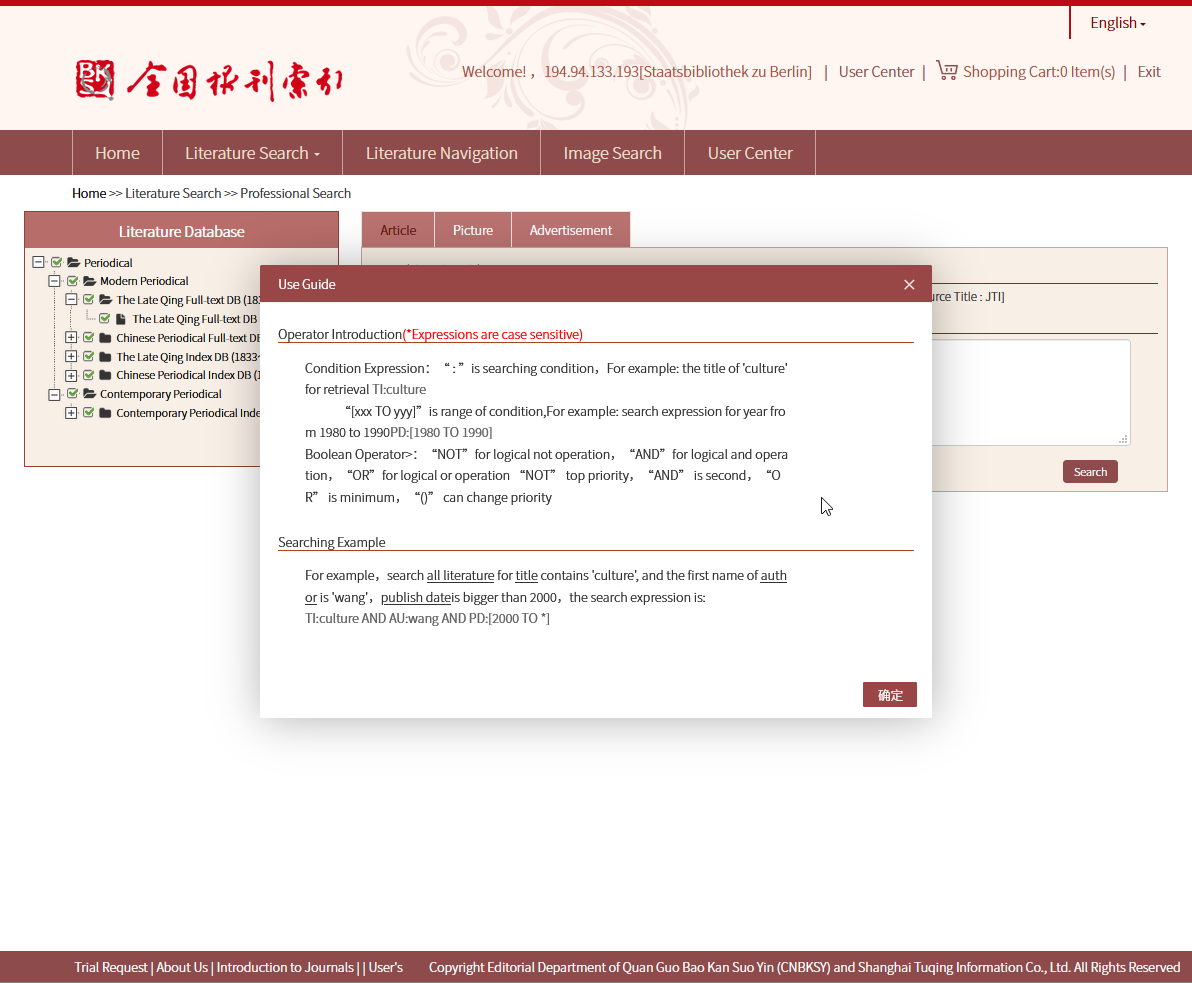 English
BK
全国报刊索引
Welcome! ，194.94.133.193[Staatsbibliothek zu Berlin] | User Center | Shopping Cart:0 Item(s) | Exit
Home
Literature Search
Literature Navigation
Image Search
User Center
Home >> Literature Search >> Professional Search
Literature Database
Periodical
Modern Periodical
The Late Qing Full-text DB (183
The Late Qing Full-text DB
Chinese Periodical Full-text DB
The Late Qing Index DB (1833~
Chinese Periodical Index DB (1
Contemporary Periodical
Contemporary Periodical Inde
Article
Picture
Advertisement
urce Title : JTI]
Search
Use Guide
Operator Introduction(*Expressions are case sensitive)
Condition Expression：“ : ”is searching condition，For example: the title of 'culture'
for retrieval TI:culture
“[xxx TO yyy]”is range of condition,For example: search expression for year fro
m 1980 to 1990PD:[1980 TO 1990]
Boolean Operator>：“NOT”for logical not operation，“AND”for logical and opera
tion，“OR”for logical or operation “NOT” top priority，“AND” is second，“O
R” is minimum，“()” can change priority
Searching Example
For example，search all literature for title contains 'culture', and the first name of auth
or is 'wang'，publish dateis bigger than 2000，the search expression is:
TI:culture AND AU:wang AND PD:[2000 TO *]
确定
Trial Request | About Us | Introduction to Journals | | User's
Copyright Editorial Department of Quan Guo Bao Kan Suo Yin (CNBKSY) and Shanghai Tuqing Information Co., Ltd. All Rights Reserved